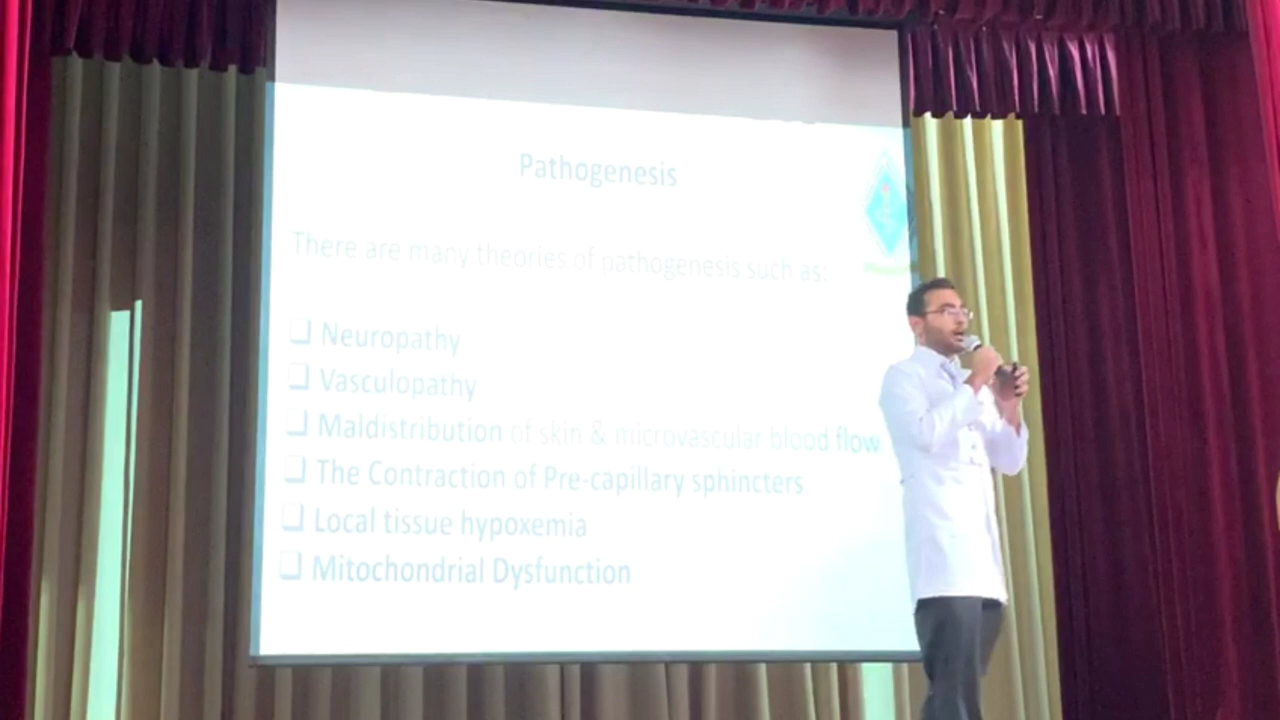 Pathogenesis
There are many theories of pathogenesis such as:
❑ Neuropathy
❑ Vasculopathy
❑ Maldistribution of skin & microvascular blood flow
❑ The Contraction of Pre-capillary sphincters
❑ Local tissue hypoxemia
❑ Mitochondrial Dysfunction